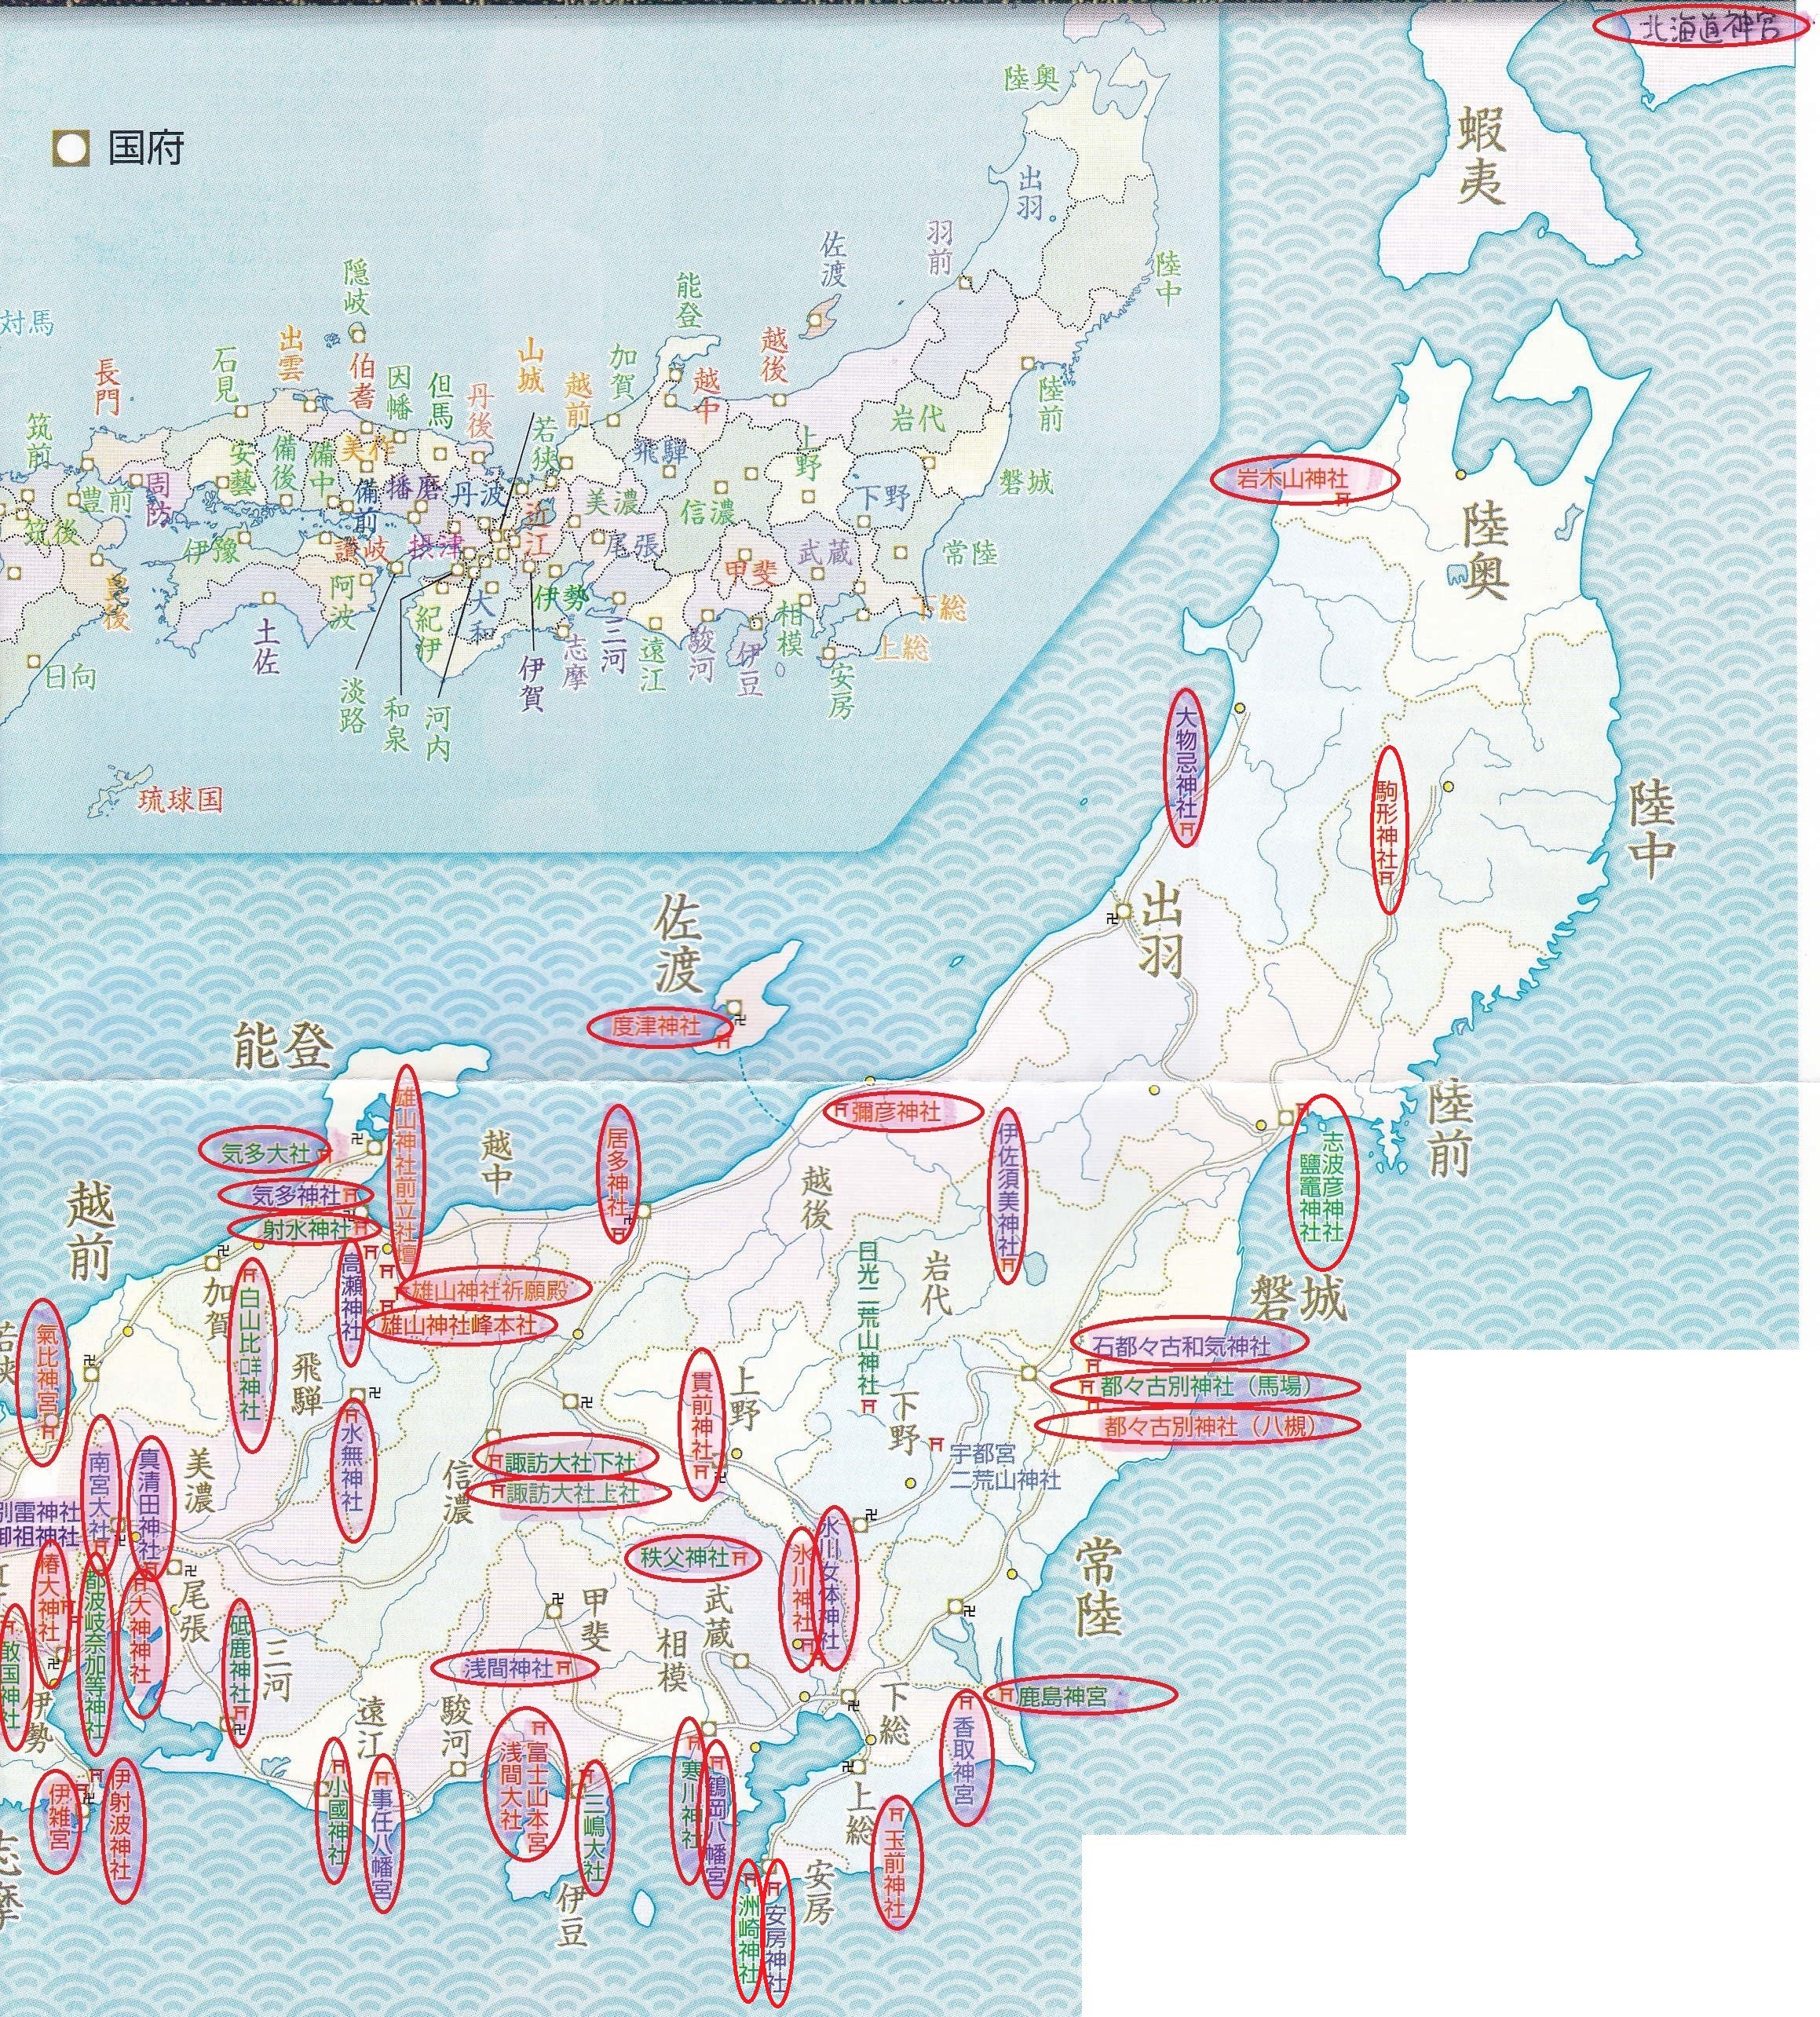 北海道神宮
国府
蝦夷
陸奥
出羽
羽前
佐渡
陸中
能登
隠岐
対馬
出雲
石見
長門
伯耆
因幡
但馬
丹後
山城
越前
加賀
越中
越後
陸前
岩代
筑前
安藝
備後
備中
美作
若狭
飛騨
上野
磐城
豊前
周防
備前
播磨
丹波
近江
美濃
信濃
下野
筑後
伊豫
讃岐
摂津
尾張
甲斐
武蔵
常陸
豊後
阿波
紀伊
大和
伊勢
下総
土佐
志摩
三河
遠江
駿河
伊豆
相模
上総
安房
日向
淡路
和泉
河内
伊賀
琉球国
岩木山神社
陸奥
大物忌神社
駒形神社
陸中
出羽
佐渡
度津神社
能登
彌彦神社
陸前
志波彦神社
鹽竈神社
伊佐須美神社
居多神社
越中
雄山神社前立社壇
気多大社
気多神社
射水神社
越前
越後
日光二荒山神社
岩代
磐城
加賀
白山比咩神社
高瀬神社
雄山神社祈願殿
雄山神社峰本社
石都々古和気神社
都々古別神社（馬場）
都々古別神社（八槻）
若狭
氣比神宮
飛騨
水無神社
上野
貫前神社
下野
宇都宮
二荒山神社
南宮大社
真清田神社
美濃
信濃
諏訪大社下社
諏訪大社上社
別雷神社
御祖神社
秩父神社
氷川神社
氷川女体神社
常陸
椿大神社
都波岐奈加等神社
大神神社
尾張
砥鹿神社
三河
甲斐
武蔵
相模
浅間神社
敢国神社
伊勢
遠江
駿河
下総
鹿島神宮
香取神宮
富士山本宮
浅間大社
三嶋大社
寒川神社
鶴岡八幡宮
上総
玉前神社
伊雑宮
伊射波神社
小國神社
事任八幡宮
志摩
伊豆
安房
洲崎神社
安房神社